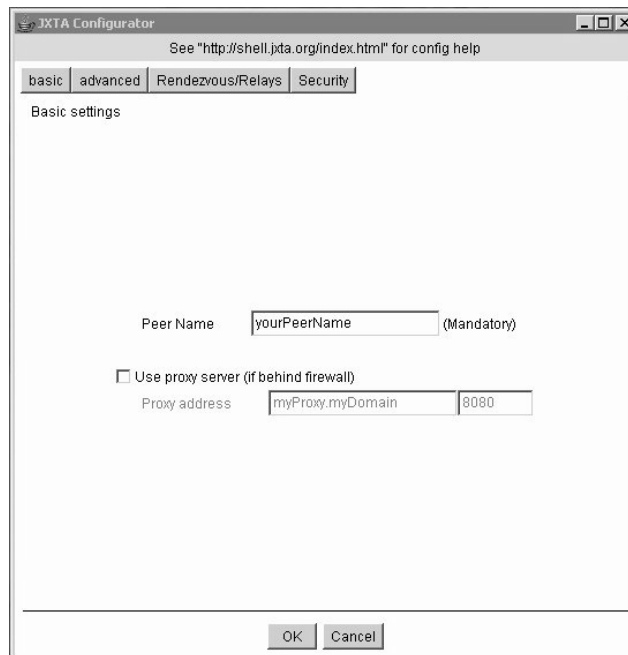 JXTA Configurator
See "http://shell.jxta.org/index.html" for config help
basic advanced Rendezvous/Relays Security
Basic settings
Peer Name yourPeerName (Mandatory)
Use proxy server (if behind firewall)
Proxy address myProxy.myDomain 8080
OK Cancel